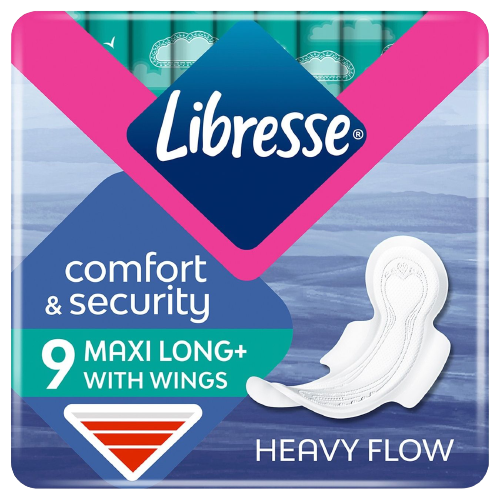 Libresse®
comfort
& security
9 MAXI LONG+
WITH WINGS
HEAVY FLOW